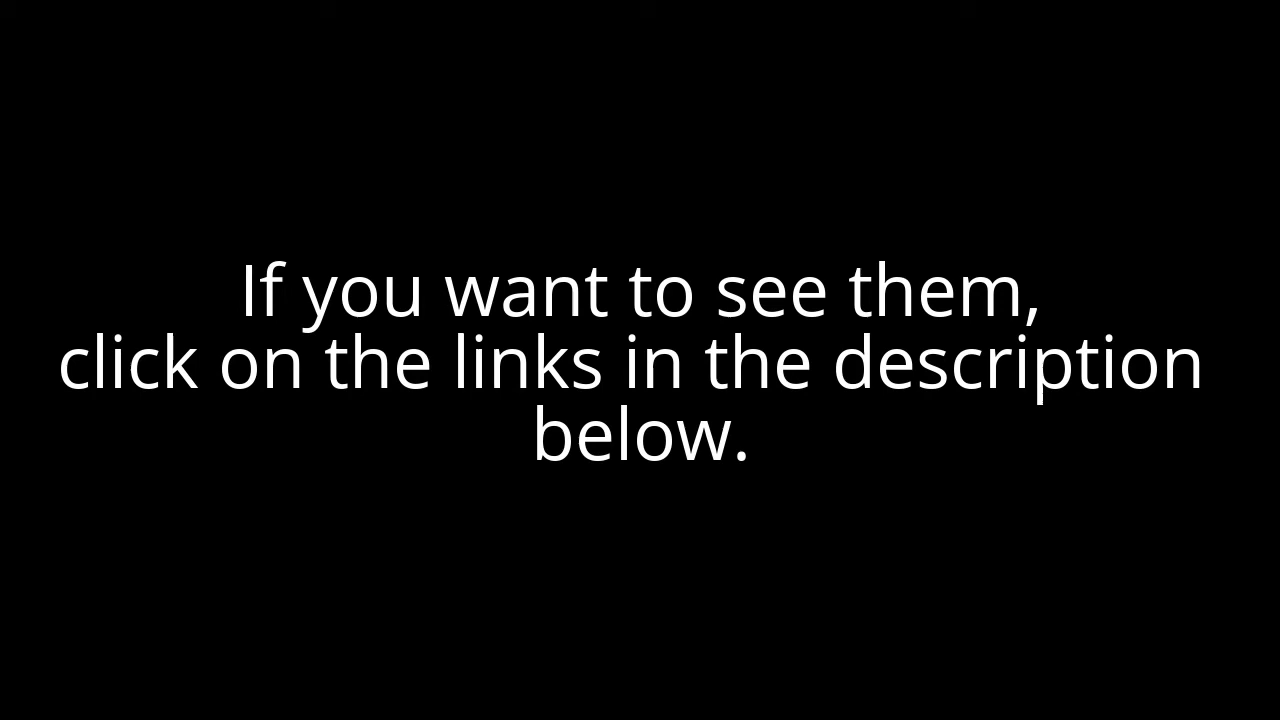 If you want to see them,
click on the links in the description
below.